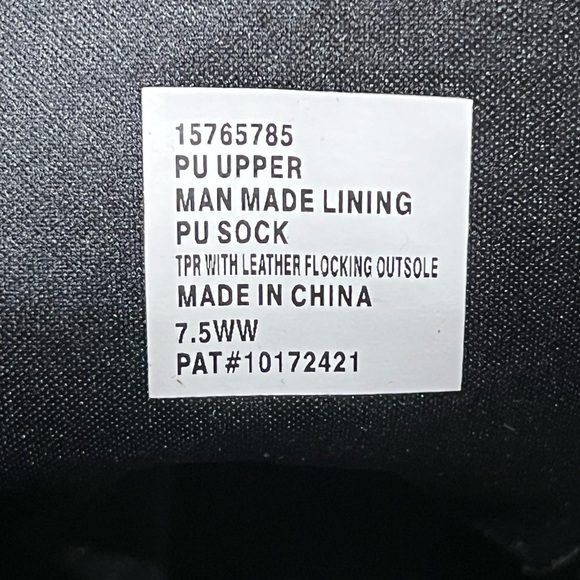 15765785
PU UPPER
MAN MADE LINING
PU SOCK
TPR WITH LEATHER FLOCKING OUTSOLE
MADE IN CHINA
7.5WW
PAT#10172421